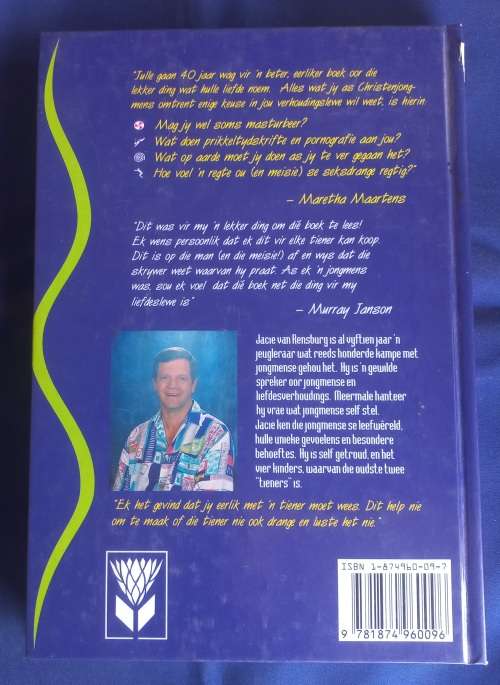 "Julle gaan 40 jaar wag vir 'n beter, eerliker boek oor die
lekker ding wat hulle liefde noem. Alles wat jy as Christenjong-
mens omtrent enige keuse in jou verhoudingslewe wil weet, is hierin.
Mag jy wel soms masturbeer?
Wat doen prikkeltydskrifte en pornografie aan jou?
Wat op aarde moet jy doen as jy te ver gegaan het?
Hoe voel 'n regte ou (en meisie) se seksdrange regtig?"
– Maretha Maartens
"Dit was vir my 'n lekker ding om dié boek te lees!
Ek wens persoonlik dat ek dit vir elke tiener kan koop.
Dit is op die man (en die meisie!) af en wys dat die
skrywer weet waarvan hy praat. As ek 'n jongmens
was, sou ek voel dat dié boek net die ding vir my
liefdeslewe is"
– Murray Janson
Jacie van Rensburg is al vyftien jaar 'n
jeugleraar wat reeds honderde kampe met
jongmense gehou het. Hy is 'n gewilde
spreker oor jongmense en
liefdesverhoudings. Meermale hanteer
hy vrae wat jongmense self stel.
Jacie ken die jongmense se leefwêreld,
hulle unieke gevoelens en besondere
behoeftes. Hy is self getroud, en het
vier kinders, waarvan die oudste twee
"tieners" is.
"Ek het gevind dat jy eerlik met 'n tiener moet wees. Dit help nie
om te maak of die tiener nie ook drange en luste het nie."
ISBN 1-874960-09-7
9 781874 960096